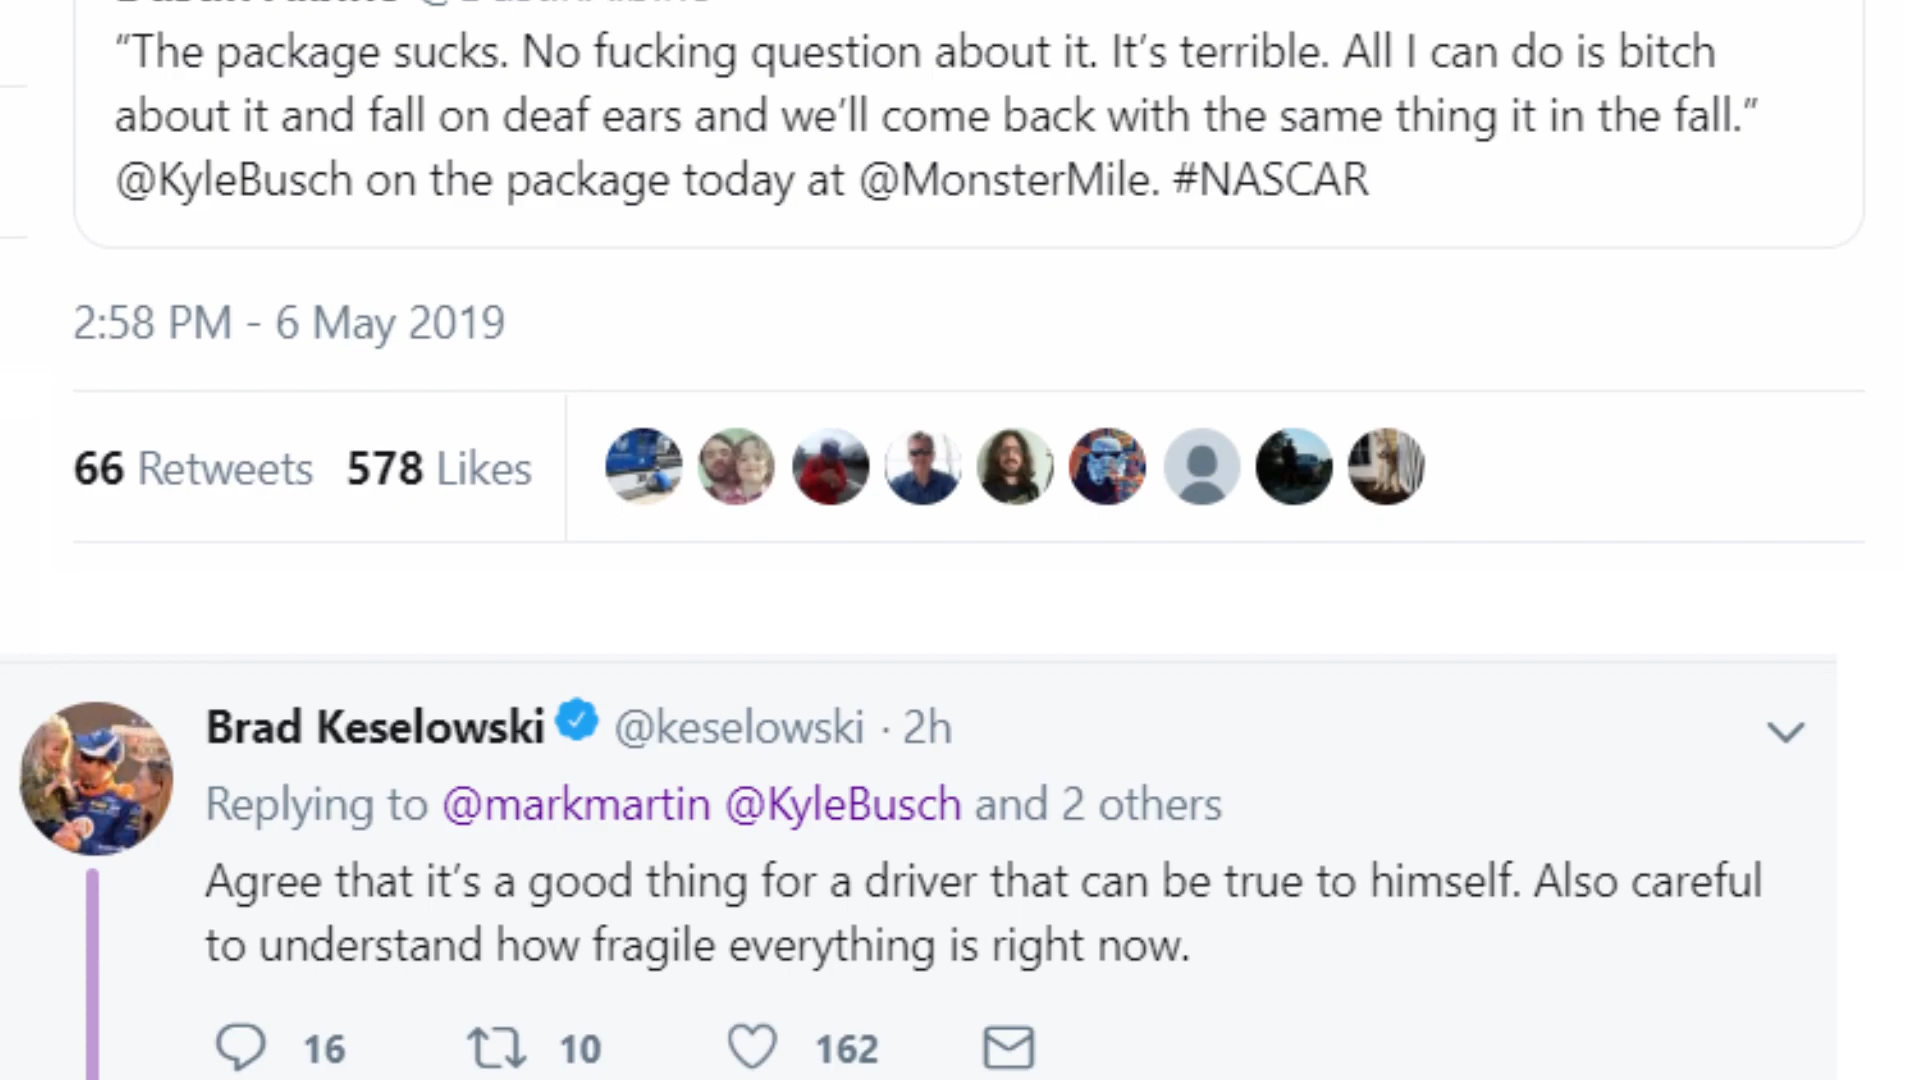 “The package sucks. No fucking question about it. It’s terrible. All I can do is bitch
about it and fall on deaf ears and we’ll come back with the same thing it in the fall.”
@KyleBusch on the package today at @MonsterMile. #NASCAR
2:58 PM - 6 May 2019
66 Retweets 578 Likes
Brad Keselowski @keselowski · 2h
Replying to @markmartin @KyleBusch and 2 others
Agree that it’s a good thing for a driver that can be true to himself. Also careful
to understand how fragile everything is right now.
16 10 162